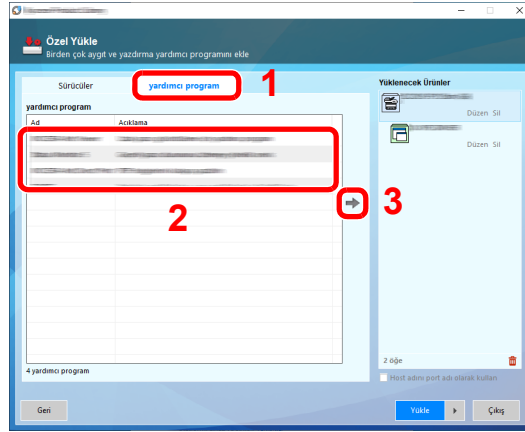 Özel Yükle
Birden çok aygıt ve yazdırma yardımcı programını ekle
Sürücüler
yardımcı program
1
yardımcı program
Ad
Açıklama
2
4 yardımcı program
3
Yüklenecek Ürünler
Düzen Sil
Düzen Sil
2 öğe
Host adını port adı olarak kullan
Geri
Yükle
Çıkış